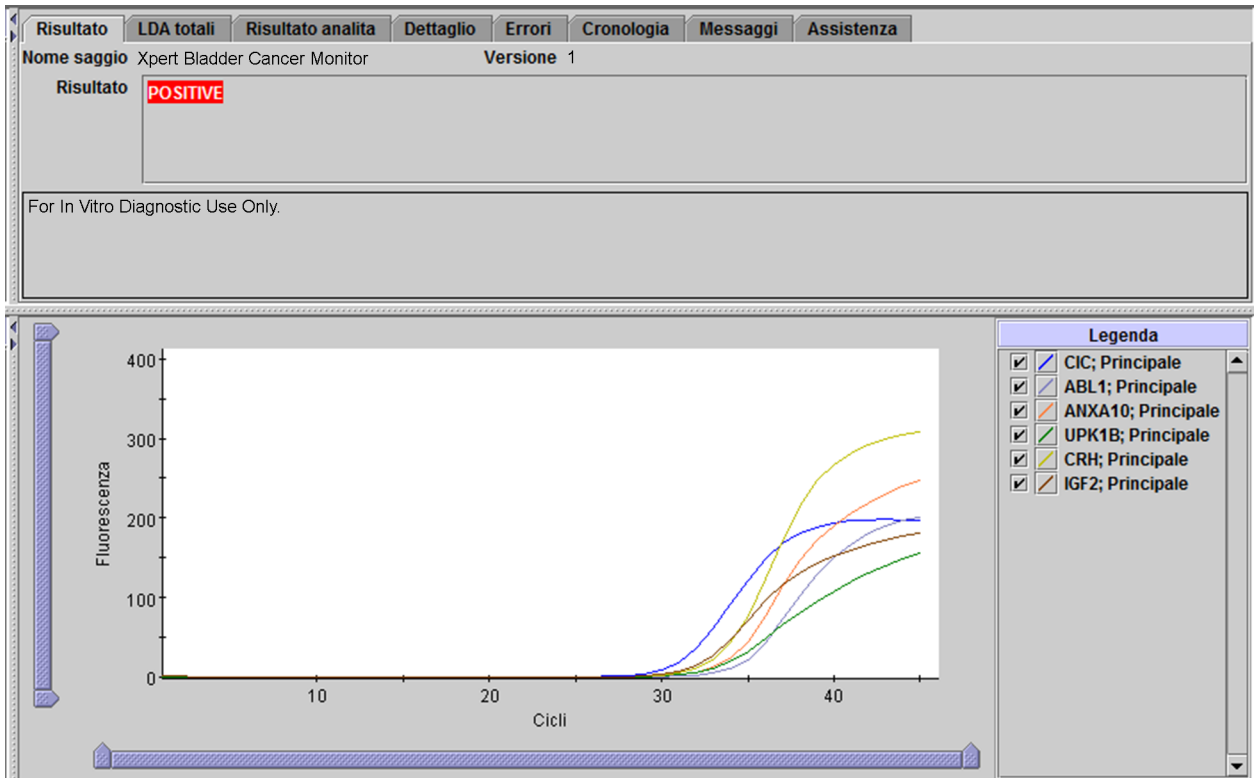 Risultato LDA totali Risultato analita Dettaglio Errori Cronologia Messaggi Assistenza
Nome saggio Xpert Bladder Cancer Monitor Versione 1
Risultato POSITIVE
For In Vitro Diagnostic Use Only.
400
300
200
100
0
Fluorescenza
10 20 30 40
Cicli
Legenda
CIC; Principale
ABL1; Principale
ANXA10; Principale
UPK1B; Principale
CRH; Principale
IGF2; Principale